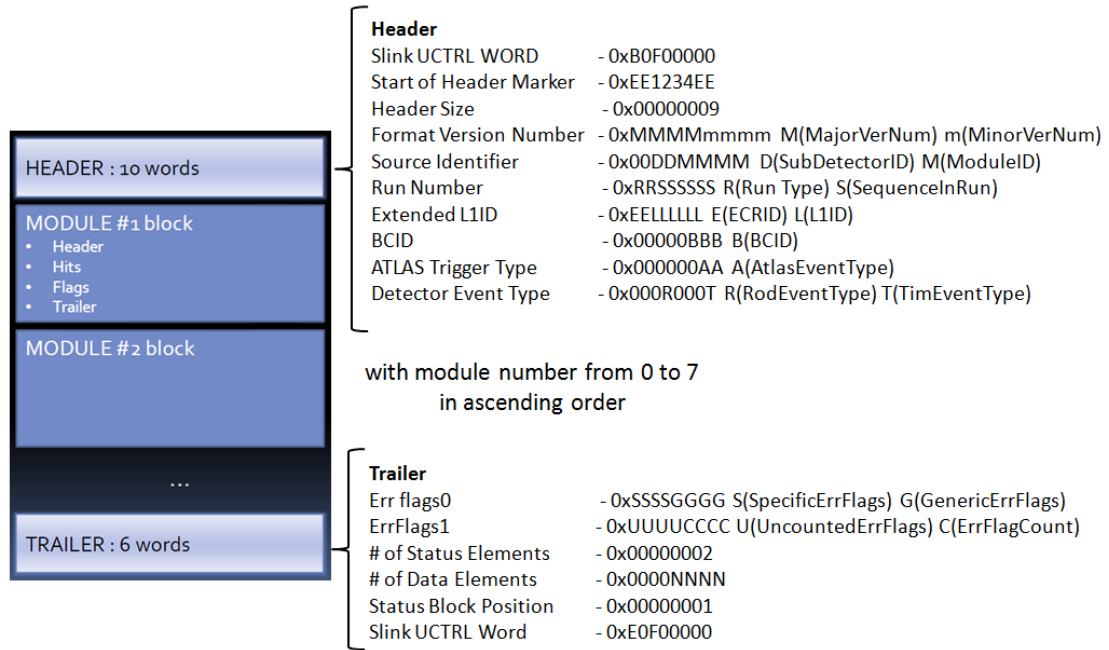 HEADER : 10 words
MODULE #1 block
• Header
• Hits
• Flags
• Trailer
MODULE #2 block
...
TRAILER : 6 words
Header
Slink UCTRL WORD - 0xB0F00000
Start of Header Marker - 0xEE1234EE
Header Size - 0x00000009
Format Version Number - 0xMMMMmmmm M(MajorVerNum) m(MinorVerNum)
Source Identifier - 0x00DDMMMM D(SubDetectorID) M(ModuleID)
Run Number - 0xRRSSSSSS R(Run Type) S(SequenceInRun)
Extended L1ID - 0xEELLLLLL E(ECRID) L(L1ID)
BCID - 0x00000BBB B(BCID)
ATLAS Trigger Type - 0x000000AA A(AtlasEventType)
Detector Event Type - 0x000R000T R(RodEventType) T(TimEventType)
with module number from 0 to 7
in ascending order
Trailer
Err flags0 - 0xSSSSGGGG S(SpecificErrFlags) G(GenericErrFlags)
ErrFlags1 - 0xUUUUCCCC U(UncountedErrFlags) C(ErrFlagCount)
# of Status Elements - 0x00000002
# of Data Elements - 0x0000NNNN
Status Block Position - 0x00000001
Slink UCTRL Word - 0xE0F00000